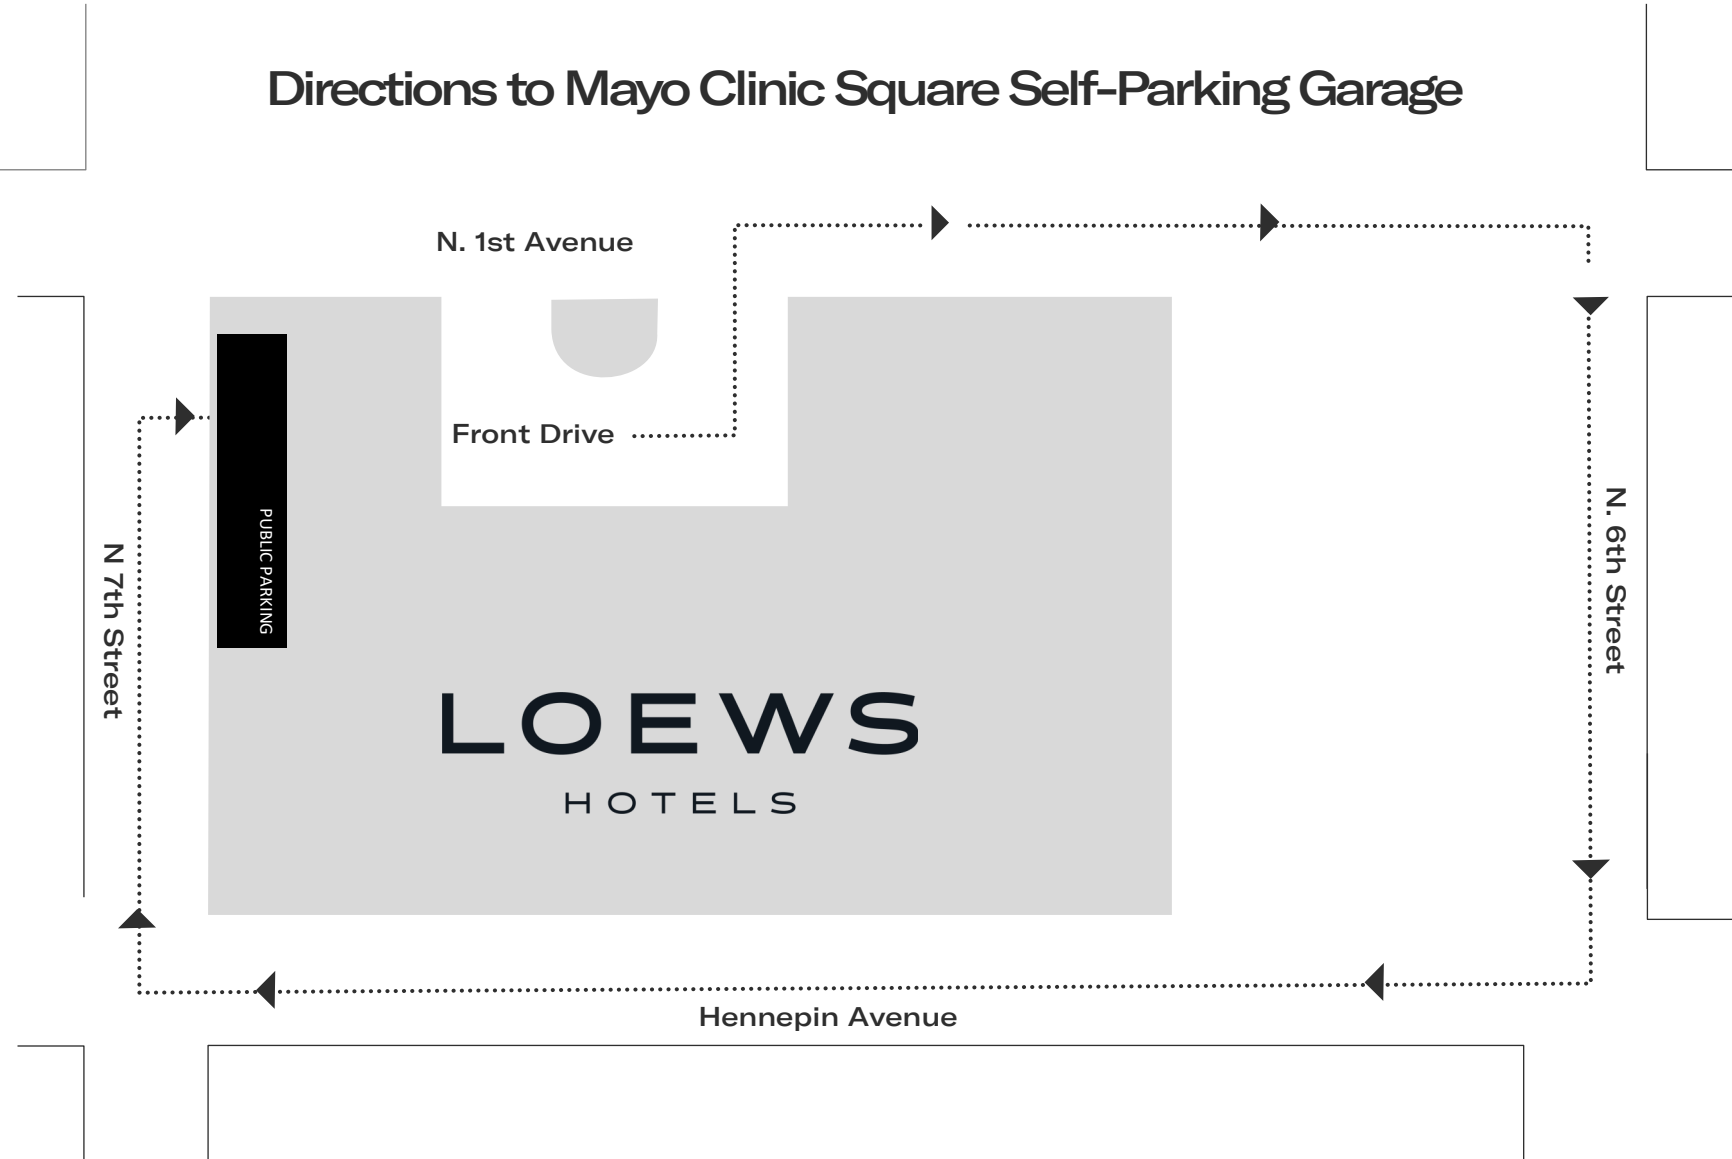 Directions to Mayo Clinic Square Self-Parking Garage
N. 1st Avenue
Front Drive
PUBLIC PARKING
N 7th Street
N. 6th Street
LOEWS
HOTELS
Hennepin Avenue